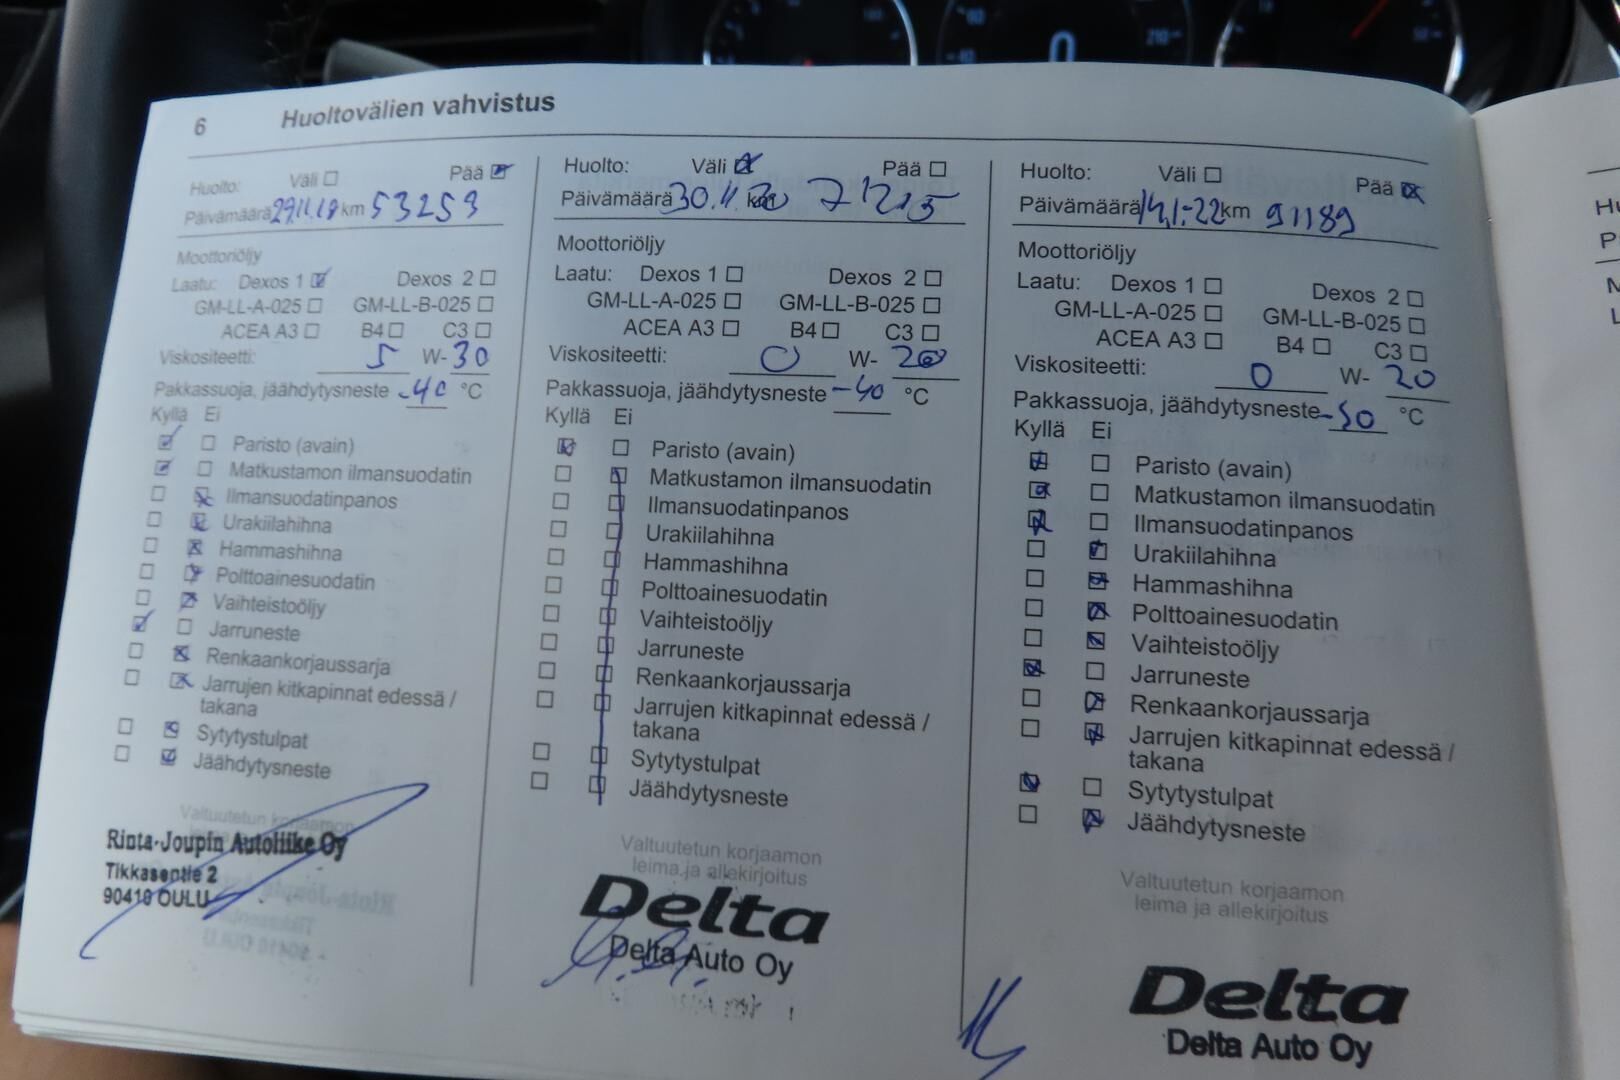 6 Huoltovälien vahvistus
Huolto: Väli Pää
Päivämäärä 29.11.19 km 53259
Moottoriöljy
Laatu: Dexos 1 Dexos 2
GM-LL-A-025 GM-LL-B-025
ACEA A3 B4 C3
Viskositeetti: 5 W- 30
Pakkassuoja, jäähdytysneste -40 °C
Kyllä Ei
Paristo (avain)
Matkustamon ilmansuodatin
Ilmansuodatinpanos
Urakiilahihna
Hammashihna
Polttoainesuodatin
Vaihteistoöljy
Jarruneste
Renkaankorjaussarja
Jarrujen kitkapinnat edessä /
takana
Sytytystulpat
Jäähdytysneste
Valtuutetun korjaamon
Rinta-Joupin Autoliike Oy
Tikkasentie 2
90410 OULU
Huolto: Väli Pää
Päivämäärä 30.11.20 km 71215
Moottoriöljy
Laatu: Dexos 1 Dexos 2
GM-LL-A-025 GM-LL-B-025
ACEA A3 B4 C3
Viskositeetti: 0 W- 20
Pakkassuoja, jäähdytysneste -40 °C
Kyllä Ei
Paristo (avain)
Matkustamon ilmansuodatin
Ilmansuodatinpanos
Urakiilahihna
Hammashihna
Polttoainesuodatin
Vaihteistoöljy
Jarruneste
Renkaankorjaussarja
Jarrujen kitkapinnat edessä /
takana
Sytytystulpat
Jäähdytysneste
Valtuutetun korjaamon
leima ja allekirjoitus
Delta
Delta Auto Oy
Huolto: Väli Pää
Päivämäärä 14.1.-22 km 91189
Moottoriöljy
Laatu: Dexos 1 Dexos 2
GM-LL-A-025 GM-LL-B-025
ACEA A3 B4 C3
Viskositeetti: 0 W- 20
Pakkassuoja, jäähdytysneste -50 °C
Kyllä Ei
Paristo (avain)
Matkustamon ilmansuodatin
Ilmansuodatinpanos
Urakiilahihna
Hammashihna
Polttoainesuodatin
Vaihteistoöljy
Jarruneste
Renkaankorjaussarja
Jarrujen kitkapinnat edessä /
takana
Sytytystulpat
Jäähdytysneste
Valtuutetun korjaamon
leima ja allekirjoitus
Delta
Delta Auto Oy